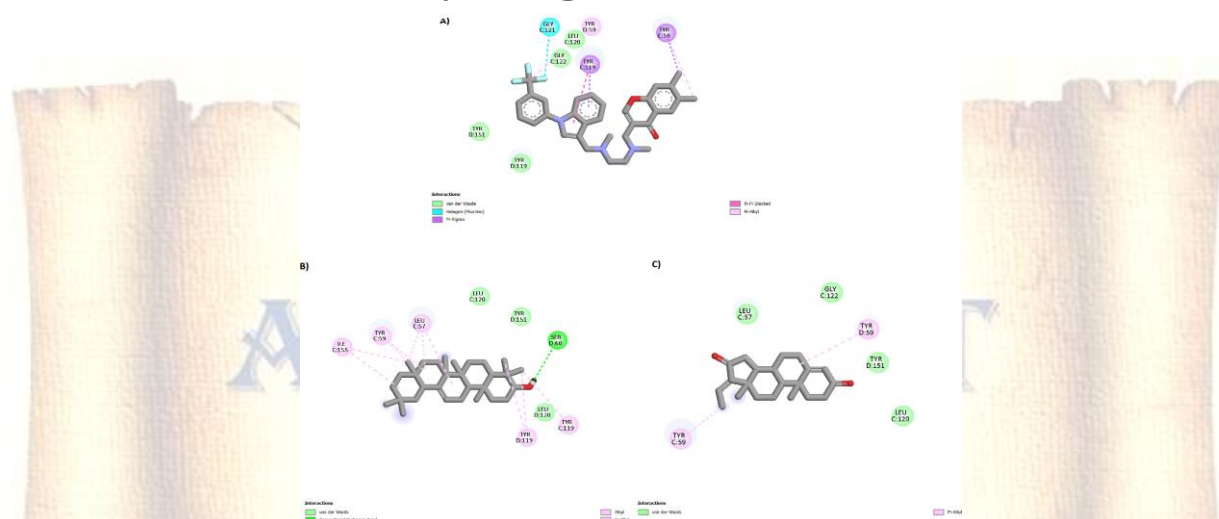 A)
GLY
C:121
LEU
C:120
TYR
D:59
TYR
C:59
GLY
C:122
TYR
C:119
TYR
D:151
TYR
D:119
Interactions
van der Waals
Halogen (Fluorine)
Pi-Sigma
Pi-Pi Stacked
Pi-Alkyl
B)
C)
LEU
C:120
TYR
D:151
LEU
C:57
TYR
C:59
ILE
C:155
SER
D:60
LEU
TYR
D:119
TYR
C:119
GLY
C:122
LEU
C:57
TYR
D:59
TYR
D:151
LEU
C:120
TYR
C:59
Interactions
van der Waals
Alkyl
Interactions
van der Waals
Pi-Alkyl